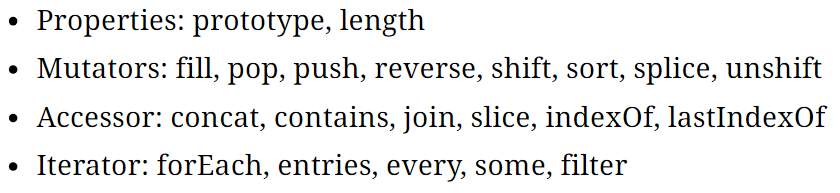 • Properties: prototype, length
• Mutators: fill, pop, push, reverse, shift, sort, splice, unshift
• Accessor: concat, contains, join, slice, indexOf, lastIndexOf
• Iterator: forEach, entries, every, some, filter